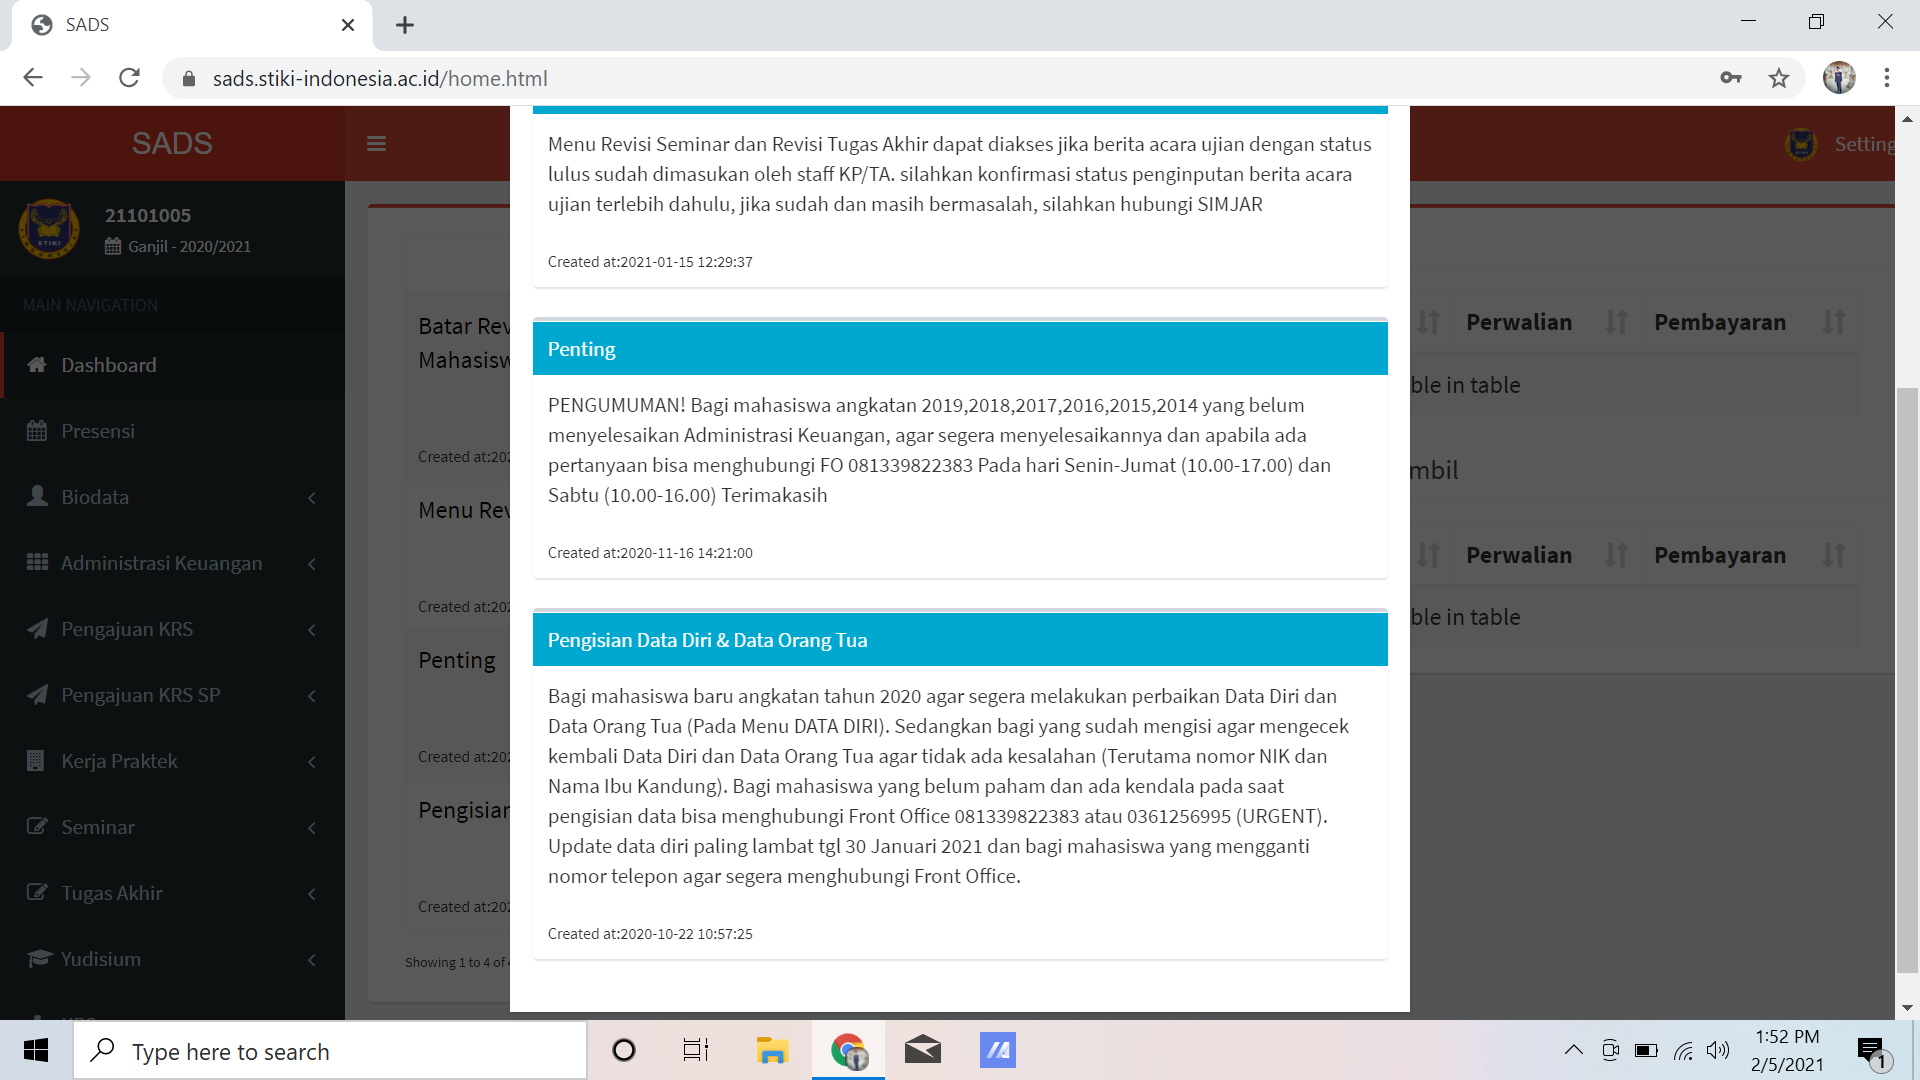 SADS
sads.stiki-indonesia.ac.id/home.html
SADS
Setting
21101005
Ganjil - 2020/2021
MAIN NAVIGATION
Dashboard
Presensi
Biodata
Administrasi Keuangan
Pengajuan KRS
Pengajuan KRS SP
Kerja Praktek
Seminar
Tugas Akhir
Yudisium
Batar Rev
Mahasisw
Created at:202
Menu Rev
Created at:202
Penting
Created at:202
Pengisian
Created at:202
Showing 1 to 4 of 4
Menu Revisi Seminar dan Revisi Tugas Akhir dapat diakses jika berita acara ujian dengan status
lulus sudah dimasukan oleh staff KP/TA. silahkan konfirmasi status penginputan berita acara
ujian terlebih dahulu, jika sudah dan masih bermasalah, silahkan hubungi SIMJAR
Created at:2021-01-15 12:29:37
Penting
PENGUMUMAN! Bagi mahasiswa angkatan 2019,2018,2017,2016,2015,2014 yang belum
menyelesaikan Administrasi Keuangan, agar segera menyelesaikannya dan apabila ada
pertanyaan bisa menghubungi FO 081339822383 Pada hari Senin-Jumat (10.00-17.00) dan
Sabtu (10.00-16.00) Terimakasih
Created at:2020-11-16 14:21:00
Pengisian Data Diri & Data Orang Tua
Bagi mahasiswa baru angkatan tahun 2020 agar segera melakukan perbaikan Data Diri dan
Data Orang Tua (Pada Menu DATA DIRI). Sedangkan bagi yang sudah mengisi agar mengecek
kembali Data Diri dan Data Orang Tua agar tidak ada kesalahan (Terutama nomor NIK dan
Nama Ibu Kandung). Bagi mahasiswa yang belum paham dan ada kendala pada saat
pengisian data bisa menghubungi Front Office 081339822383 atau 0361256995 (URGENT).
Update data diri paling lambat tgl 30 Januari 2021 dan bagi mahasiswa yang mengganti
nomor telepon agar segera menghubungi Front Office.
Created at:2020-10-22 10:57:25
Perwalian Pembayaran
ble in table
mbil
Perwalian Pembayaran
ble in table
Type here to search
1:52 PM
2/5/2021
1